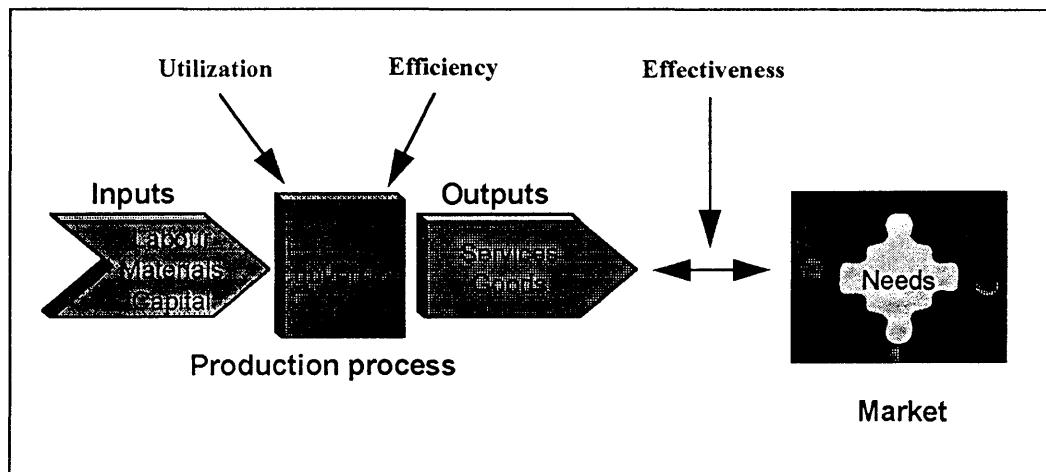 Utilization
Efficiency
Effectiveness
Inputs
Outputs
Labour
Materials
Capital
Services
Goods
Needs
Production process
Market